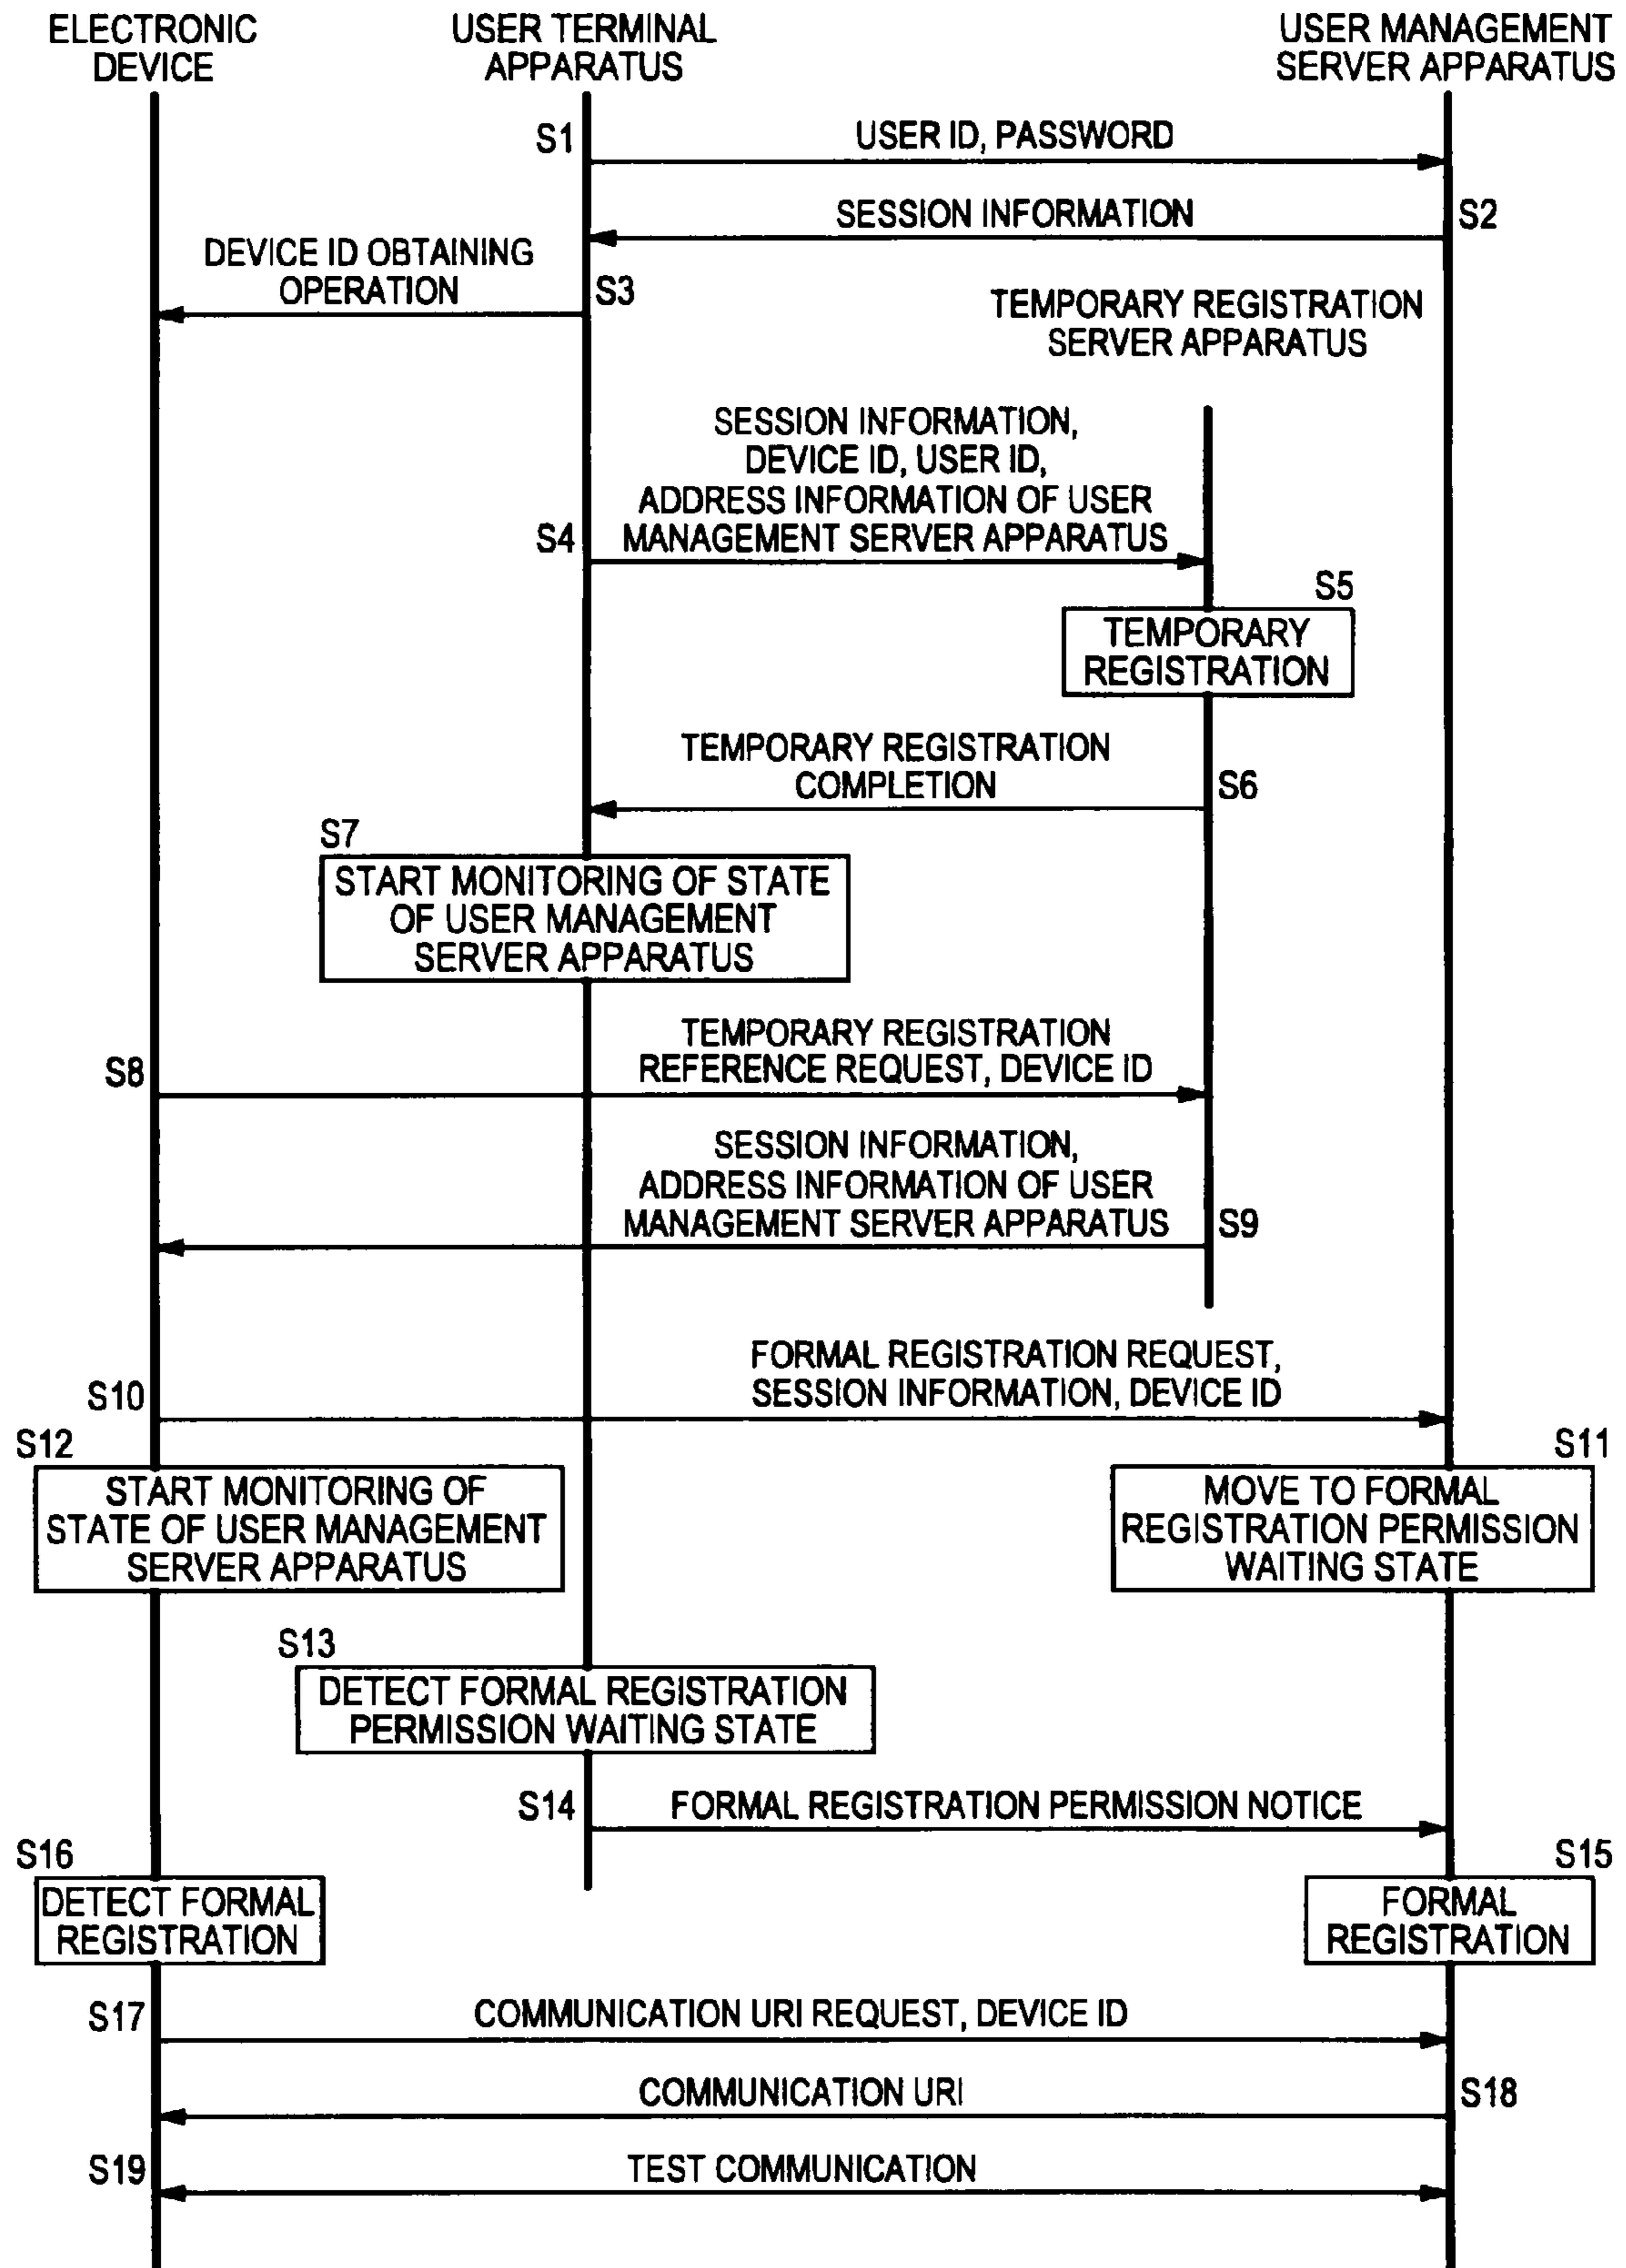 ELECTRONIC
DEVICE
USER TERMINAL
APPARATUS
USER MANAGEMENT
SERVER APPARATUS
S1
USER ID, PASSWORD
SESSION INFORMATION
S2
DEVICE ID OBTAINING
OPERATION
S3
TEMPORARY REGISTRATION
SERVER APPARATUS
SESSION INFORMATION,
DEVICE ID, USER ID,
ADDRESS INFORMATION OF USER
MANAGEMENT SERVER APPARATUS
S4
S5
TEMPORARY
REGISTRATION
TEMPORARY REGISTRATION
COMPLETION
S6
S7
START MONITORING OF STATE
OF USER MANAGEMENT
SERVER APPARATUS
S8
TEMPORARY REGISTRATION
REFERENCE REQUEST, DEVICE ID
SESSION INFORMATION,
ADDRESS INFORMATION OF USER
MANAGEMENT SERVER APPARATUS
S9
S10
FORMAL REGISTRATION REQUEST,
SESSION INFORMATION, DEVICE ID
S12
START MONITORING OF
STATE OF USER MANAGEMENT
SERVER APPARATUS
S11
MOVE TO FORMAL
REGISTRATION PERMISSION
WAITING STATE
S13
DETECT FORMAL REGISTRATION
PERMISSION WAITING STATE
S14
FORMAL REGISTRATION PERMISSION NOTICE
S16
DETECT FORMAL
REGISTRATION
S15
FORMAL
REGISTRATION
S17
COMMUNICATION URI REQUEST, DEVICE ID
COMMUNICATION URI
S18
S19
TEST COMMUNICATION